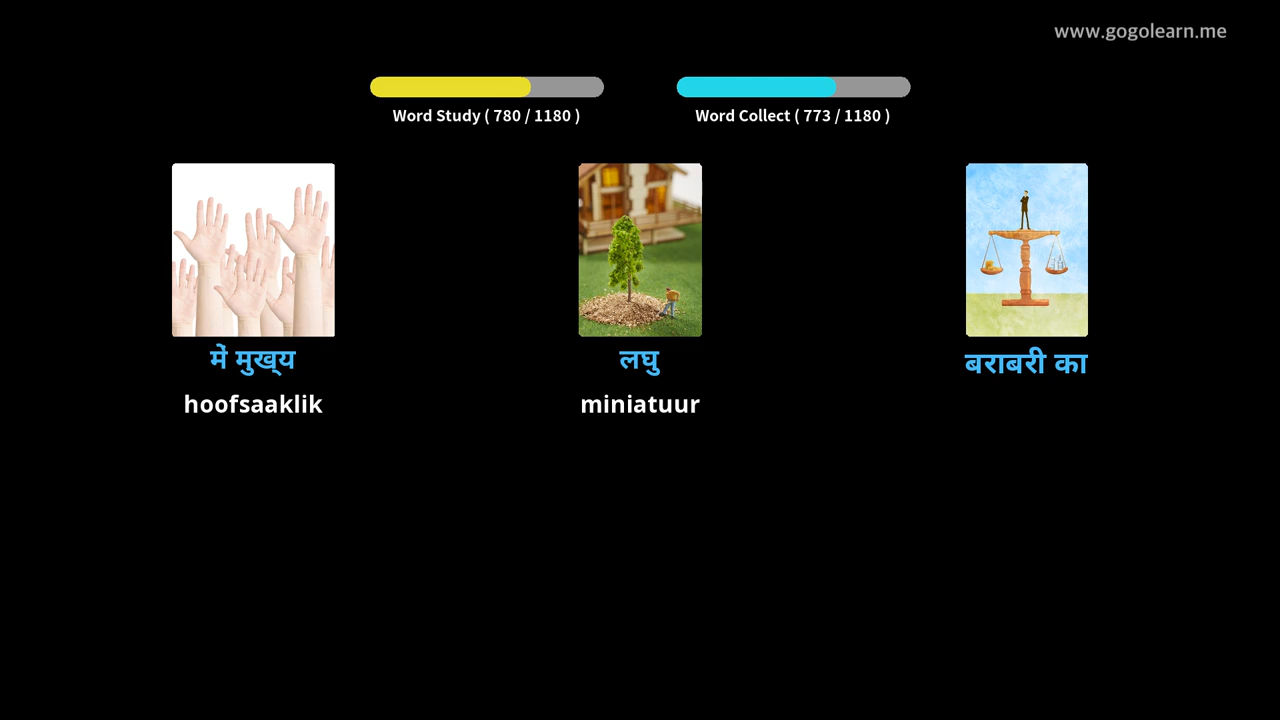 www.gogolearn.me
Word Study ( 780 / 1180 )
Word Collect ( 773 / 1180 )
में मुख्य
लघु
बराबरी का
hoofsaaklik
miniatuur